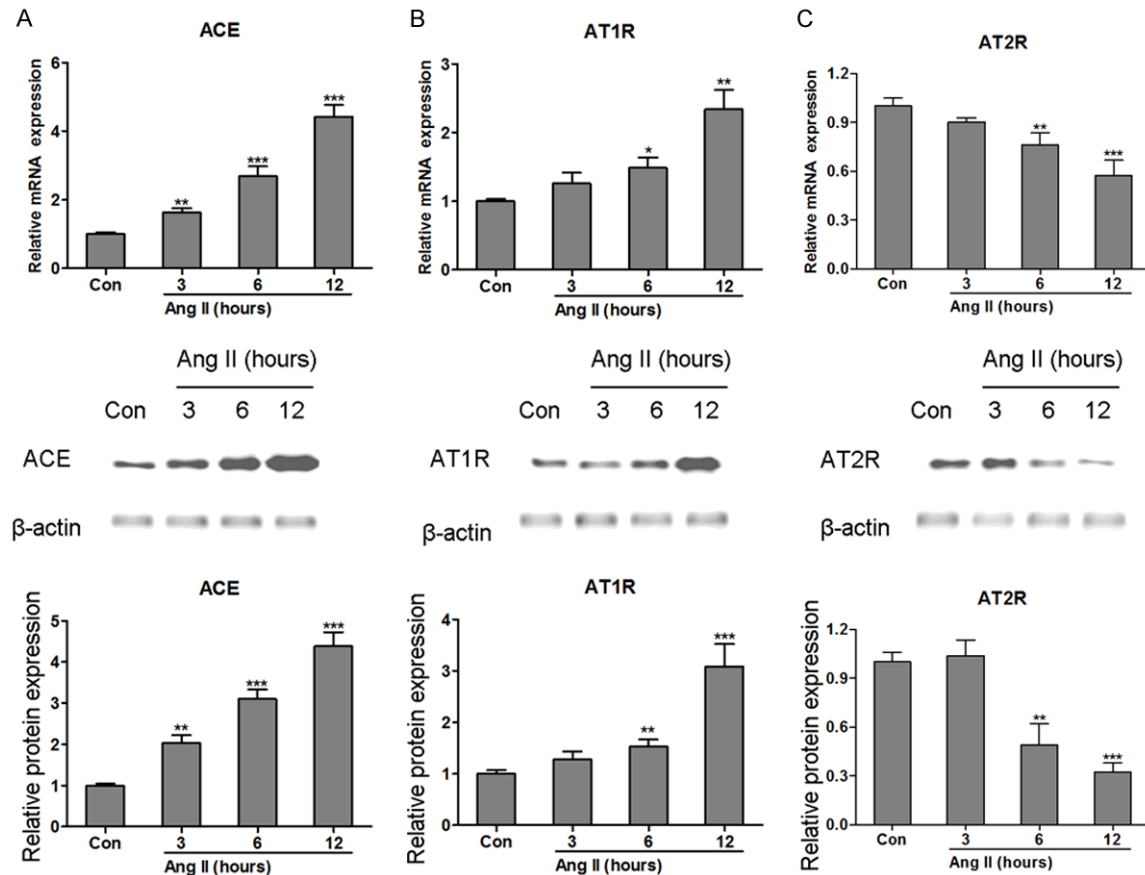 A
B
C
ACE
Relative mRNA expression
6
4
2
0
**
***
***
Con
3
6
12
Ang II (hours)
AT1R
Relative mRNA expression
3
2
1
0
*
**
Con
3
6
12
Ang II (hours)
AT2R
Relative mRNA expression
1.2
0.9
0.6
0.3
0.0
**
***
Con
3
6
12
Ang II (hours)
Ang II (hours)
Con 3 6 12
ACE
β-actin
Ang II (hours)
Con 3 6 12
AT1R
β-actin
Ang II (hours)
Con 3 6 12
AT2R
β-actin
ACE
Relative protein expression
5
4
3
2
1
0
**
***
***
Con
3
6
12
Ang II (hours)
AT1R
Relative protein expression
4
3
2
1
0
**
***
Con
3
6
12
Ang II (hours)
AT2R
Relative protein expression
1.2
0.9
0.6
0.3
0.0
**
***
Con
3
6
12
Ang II (hours)